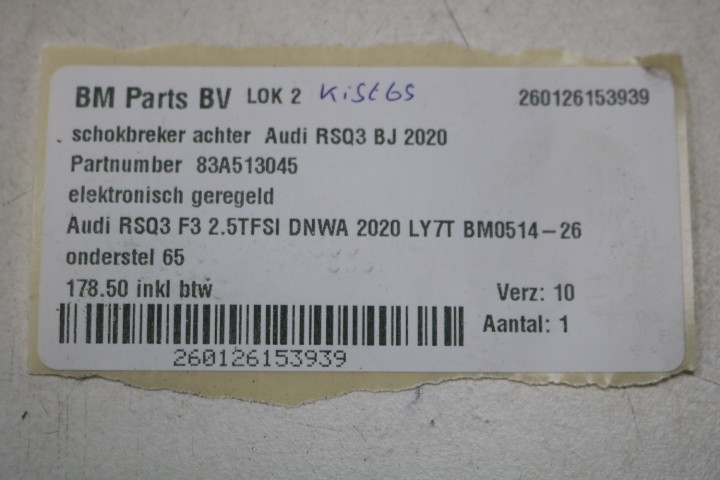 BM Parts BV LOK 2 Kist 65 260126153939
schokbreker achter Audi RSQ3 BJ 2020
Partnumber 83A513045
elektronisch geregeld
Audi RSQ3 F3 2.5TFSI DNWA 2020 LY7T BM0514-26
onderstel 65
178.50 inkl btw Verz: 10
Aantal: 1
260126153939